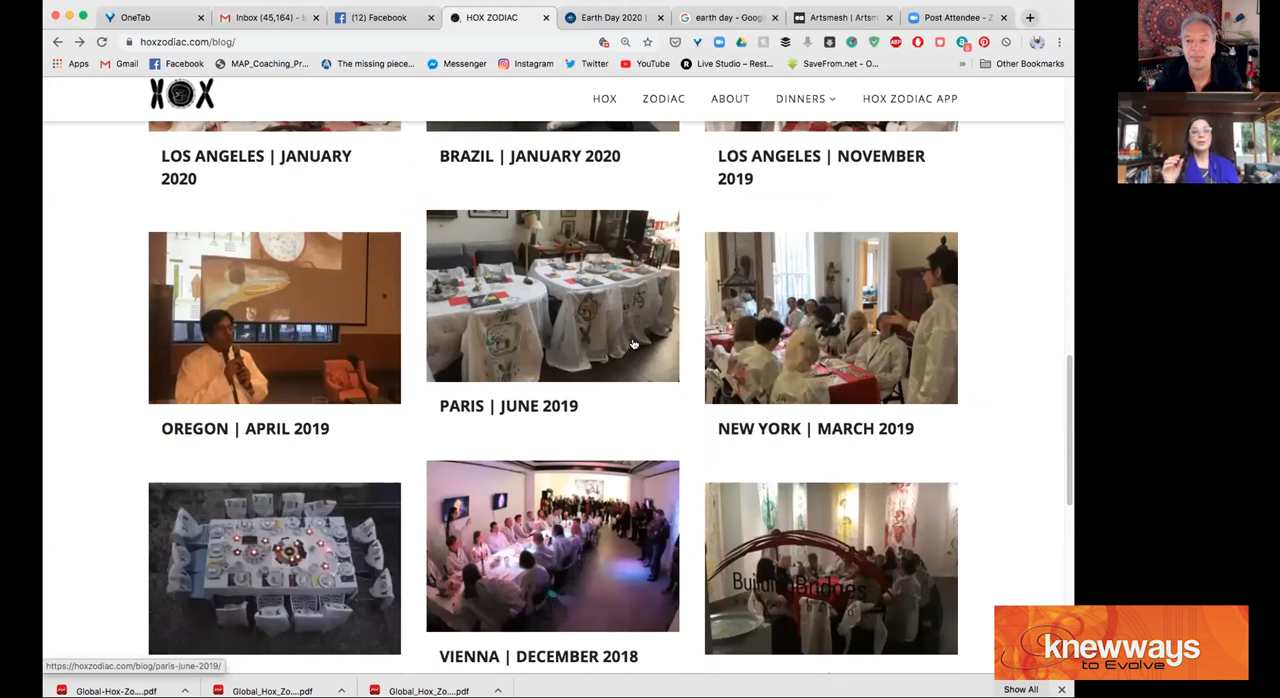 OneTab
Inbox (45,164) - b
(12) Facebook
HOX ZODIAC
Earth Day 2020 |
earth day - Goog
Artsmesh | Artsm
Post Attendee - Z
hoxzodiac.com/blog/
Apps
Gmail
Facebook
MAP_Coaching_Pr...
The missing piece...
Messenger
Instagram
Twitter
YouTube
Live Studio – Rest...
SaveFrom.net - O...
Other Bookmarks
HOX
HOX
ZODIAC
ABOUT
DINNERS
HOX ZODIAC APP
LOS ANGELES | JANUARY
2020
BRAZIL | JANUARY 2020
LOS ANGELES | NOVEMBER
2019
OREGON | APRIL 2019
PARIS | JUNE 2019
NEW YORK | MARCH 2019
BuildingBridges
VIENNA | DECEMBER 2018
knewways
to Evolve
https://hoxzodiac.com/blog/paris-june-2019/
Global-Hox-Zo....pdf
Global_Hox_Zo....pdf
Global_Hox_Zo....pdf
Show All